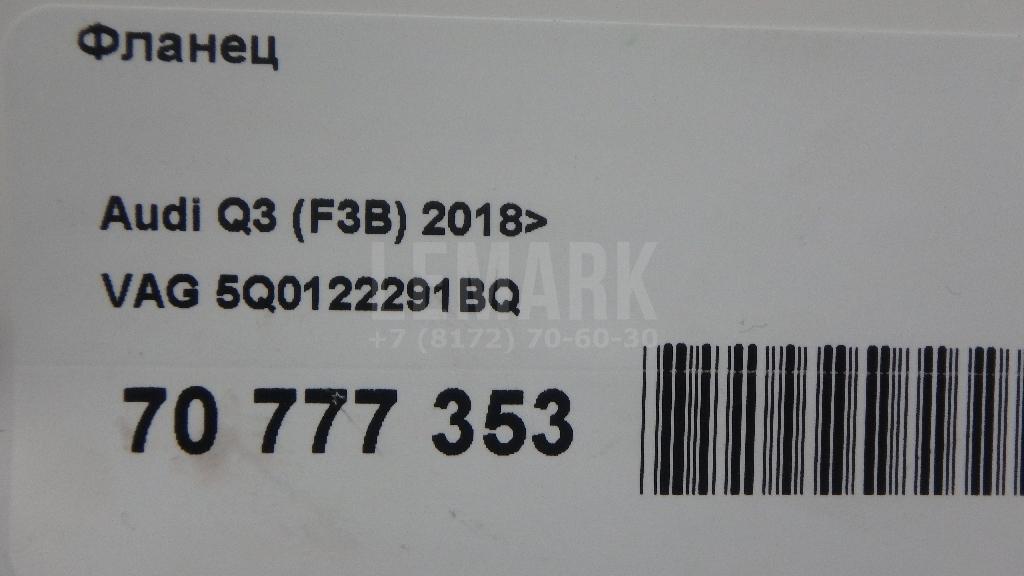 Фланец
Audi Q3 (F3B) 2018>
VAG 5Q0122291BQ
LEMARK
+7 (8172) 70-60-30
70 777 353